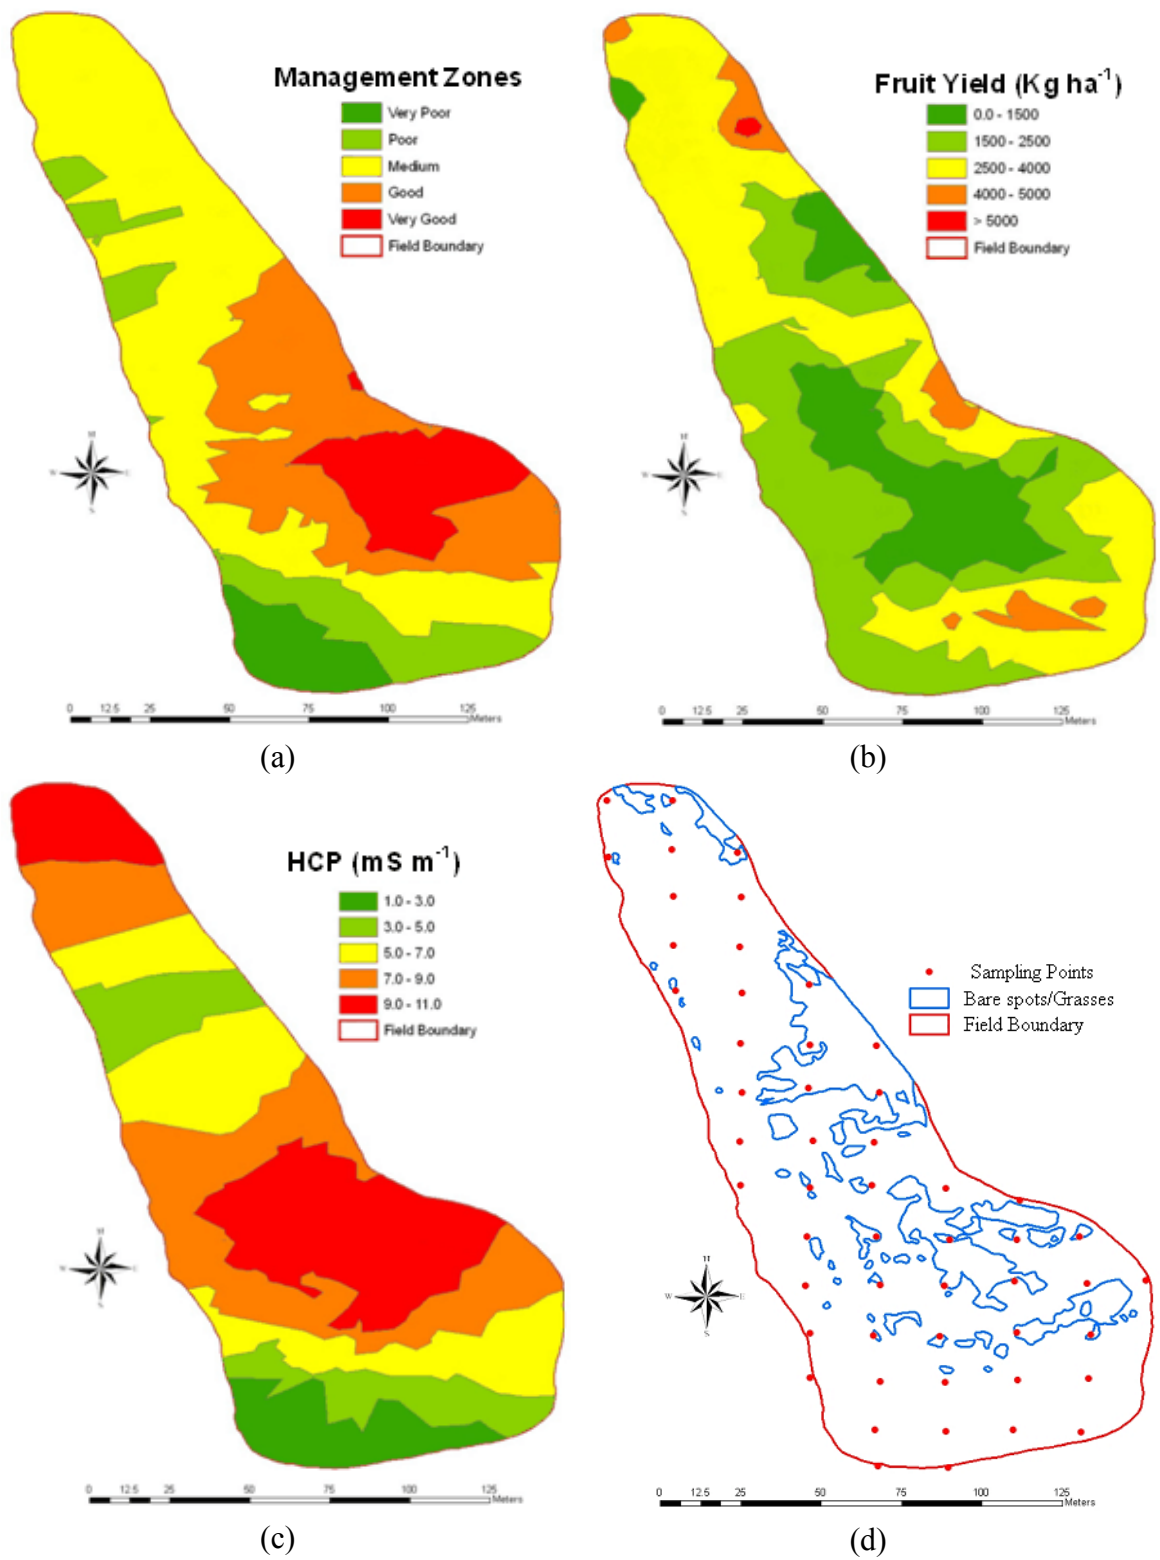 Management Zones
Very Poor
Poor
Medium
Good
Very Good
Field Boundary
N
W E
S
0 12.5 25 50 75 100 125
Meters
(a)
Fruit Yield (Kg ha-1)
0.0 - 1500
1500 - 2500
2500 - 4000
4000 - 5000
> 5000
Field Boundary
N
W E
S
0 12.5 25 50 75 100 125
Meters
(b)
HCP (mS m-1)
1.0 - 3.0
3.0 - 5.0
5.0 - 7.0
7.0 - 9.0
9.0 - 11.0
Field Boundary
N
W E
S
0 12.5 25 50 75 100 125
Meters
(c)
Sampling Points
Bare spots/Grasses
Field Boundary
N
W E
S
0 12.5 25 50 75 100 125
Meters
(d)